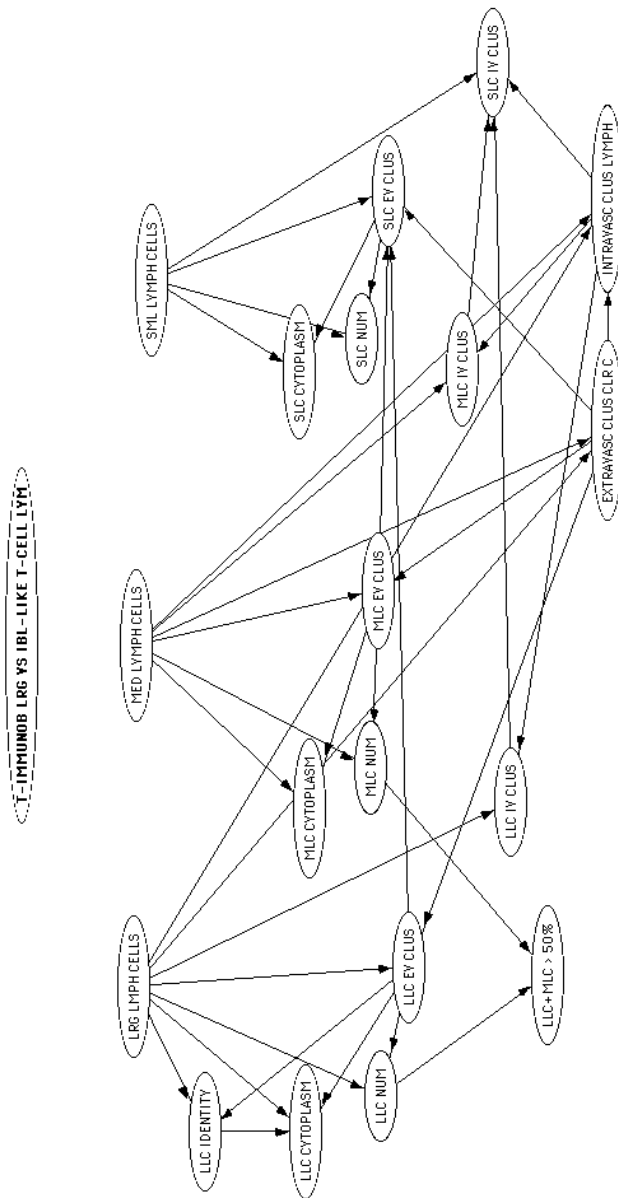 T-IMMUNOB LRG VS IBL-LIKE T-CELL LYM
LRG LMPH CELLS
MED LYMPH CELLS
SML LYMPH CELLS
LLC IDENTITY
LLC CYTOPLASM
MLC CYTOPLASM
SLC CYTOPLASM
LLC NUM
MLC NUM
SLC NUM
LLC EV CLUS
MLC EV CLUS
SLC EV CLUS
LLC IV CLUS
MLC IV CLUS
SLC IV CLUS
LLC+MLC > 50%
EXTRAVASC CLUS CLR C
INTRAVASC CLUS LYMPH